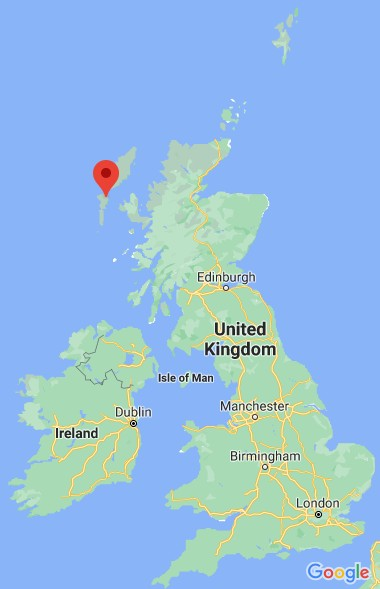 Edinburgh
United
Kingdom
Isle of Man
Manchester
Dublin
Ireland
Birmingham
London
Google